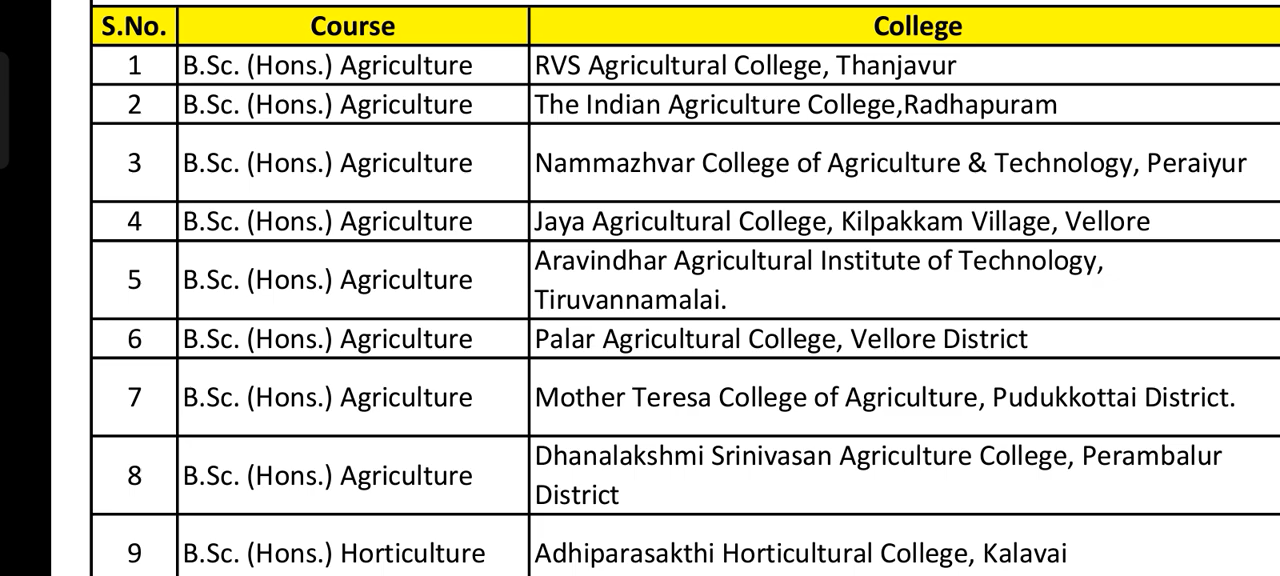 S.No. Course College
1 B.Sc. (Hons.) Agriculture RVS Agricultural College, Thanjavur
2 B.Sc. (Hons.) Agriculture The Indian Agriculture College,Radhapuram
3 B.Sc. (Hons.) Agriculture Nammazhvar College of Agriculture & Technology, Peraiyur
4 B.Sc. (Hons.) Agriculture Jaya Agricultural College, Kilpakkam Village, Vellore
5 B.Sc. (Hons.) Agriculture Aravindhar Agricultural Institute of Technology,
Tiruvannamalai.
6 B.Sc. (Hons.) Agriculture Palar Agricultural College, Vellore District
7 B.Sc. (Hons.) Agriculture Mother Teresa College of Agriculture, Pudukkottai District.
8 B.Sc. (Hons.) Agriculture Dhanalakshmi Srinivasan Agriculture College, Perambalur
District
9 B.Sc. (Hons.) Horticulture Adhiparasakthi Horticultural College, Kalavai